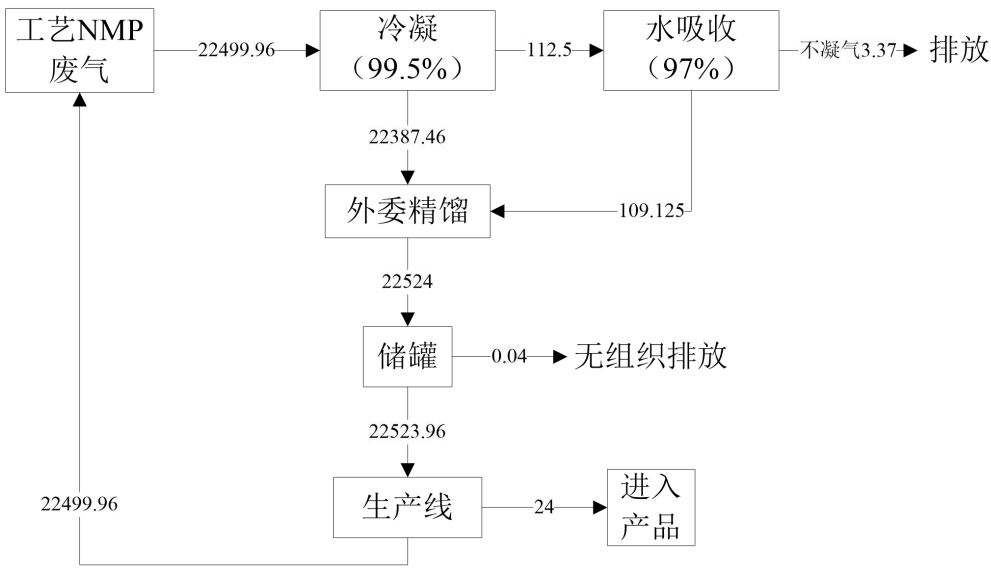 工艺NMP
废气
22499.96
冷凝
（99.5%）
112.5
水吸收
（97%）
不凝气3.37
排放
22387.46
外委精馏
109.125
22524
储罐
0.04
无组织排放
22523.96
22499.96
生产线
24
进入
产品